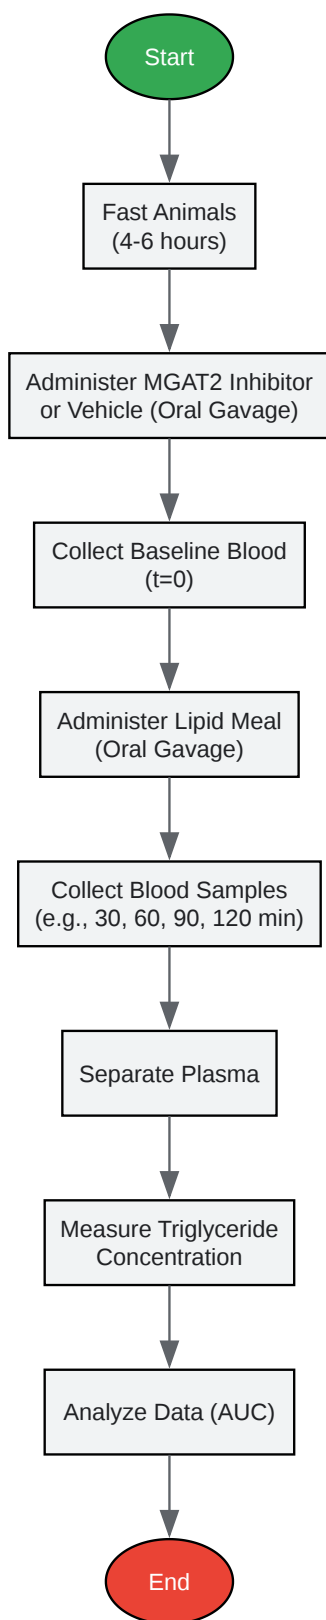 Start
Fast Animals
(4-6 hours)
Administer MGAT2 Inhibitor
or Vehicle (Oral Gavage)
Collect Baseline Blood
(t=0)
Administer Lipid Meal
(Oral Gavage)
Collect Blood Samples
(e.g., 30, 60, 90, 120 min)
Separate Plasma
Measure Triglyceride
Concentration
Analyze Data (AUC)
End